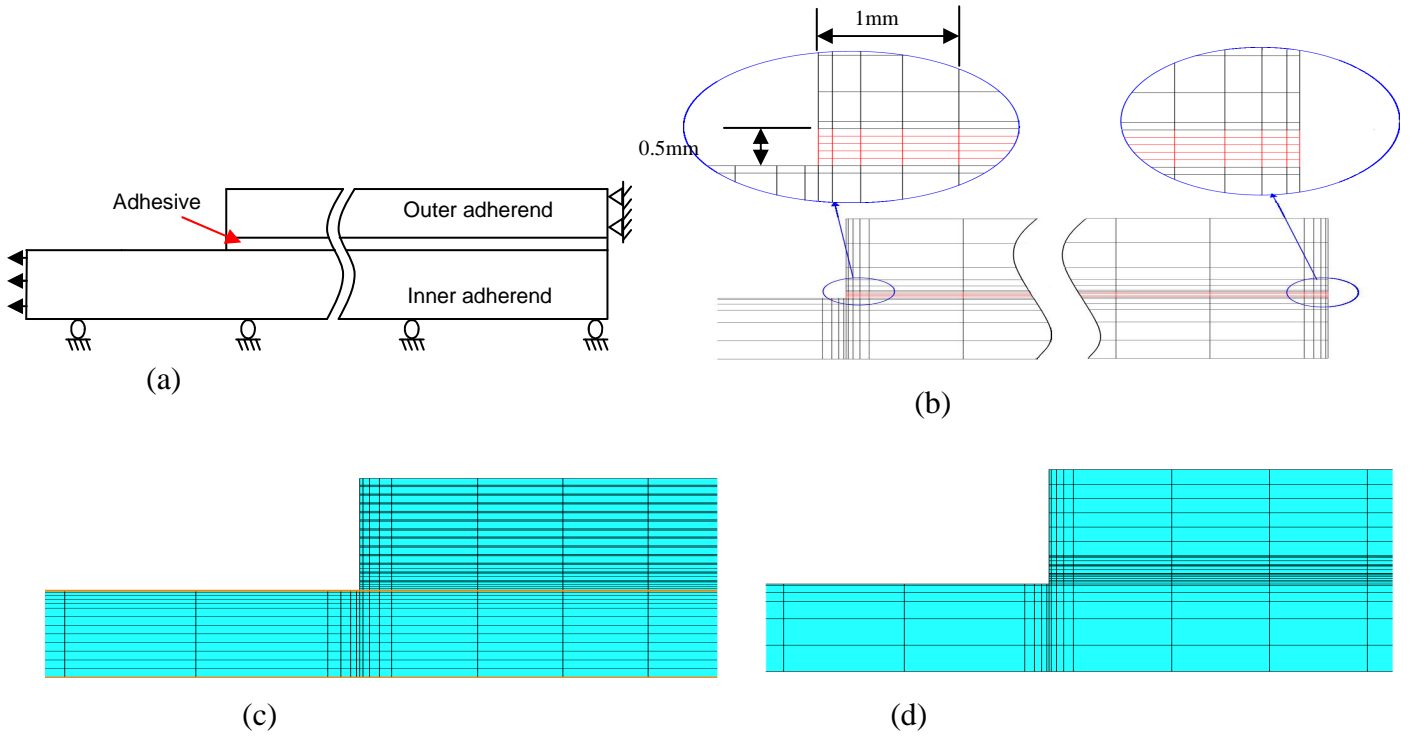 1mm
0.5mm
Adhesive
Outer adherend
Inner adherend
(a)
(b)
(c)
(d)